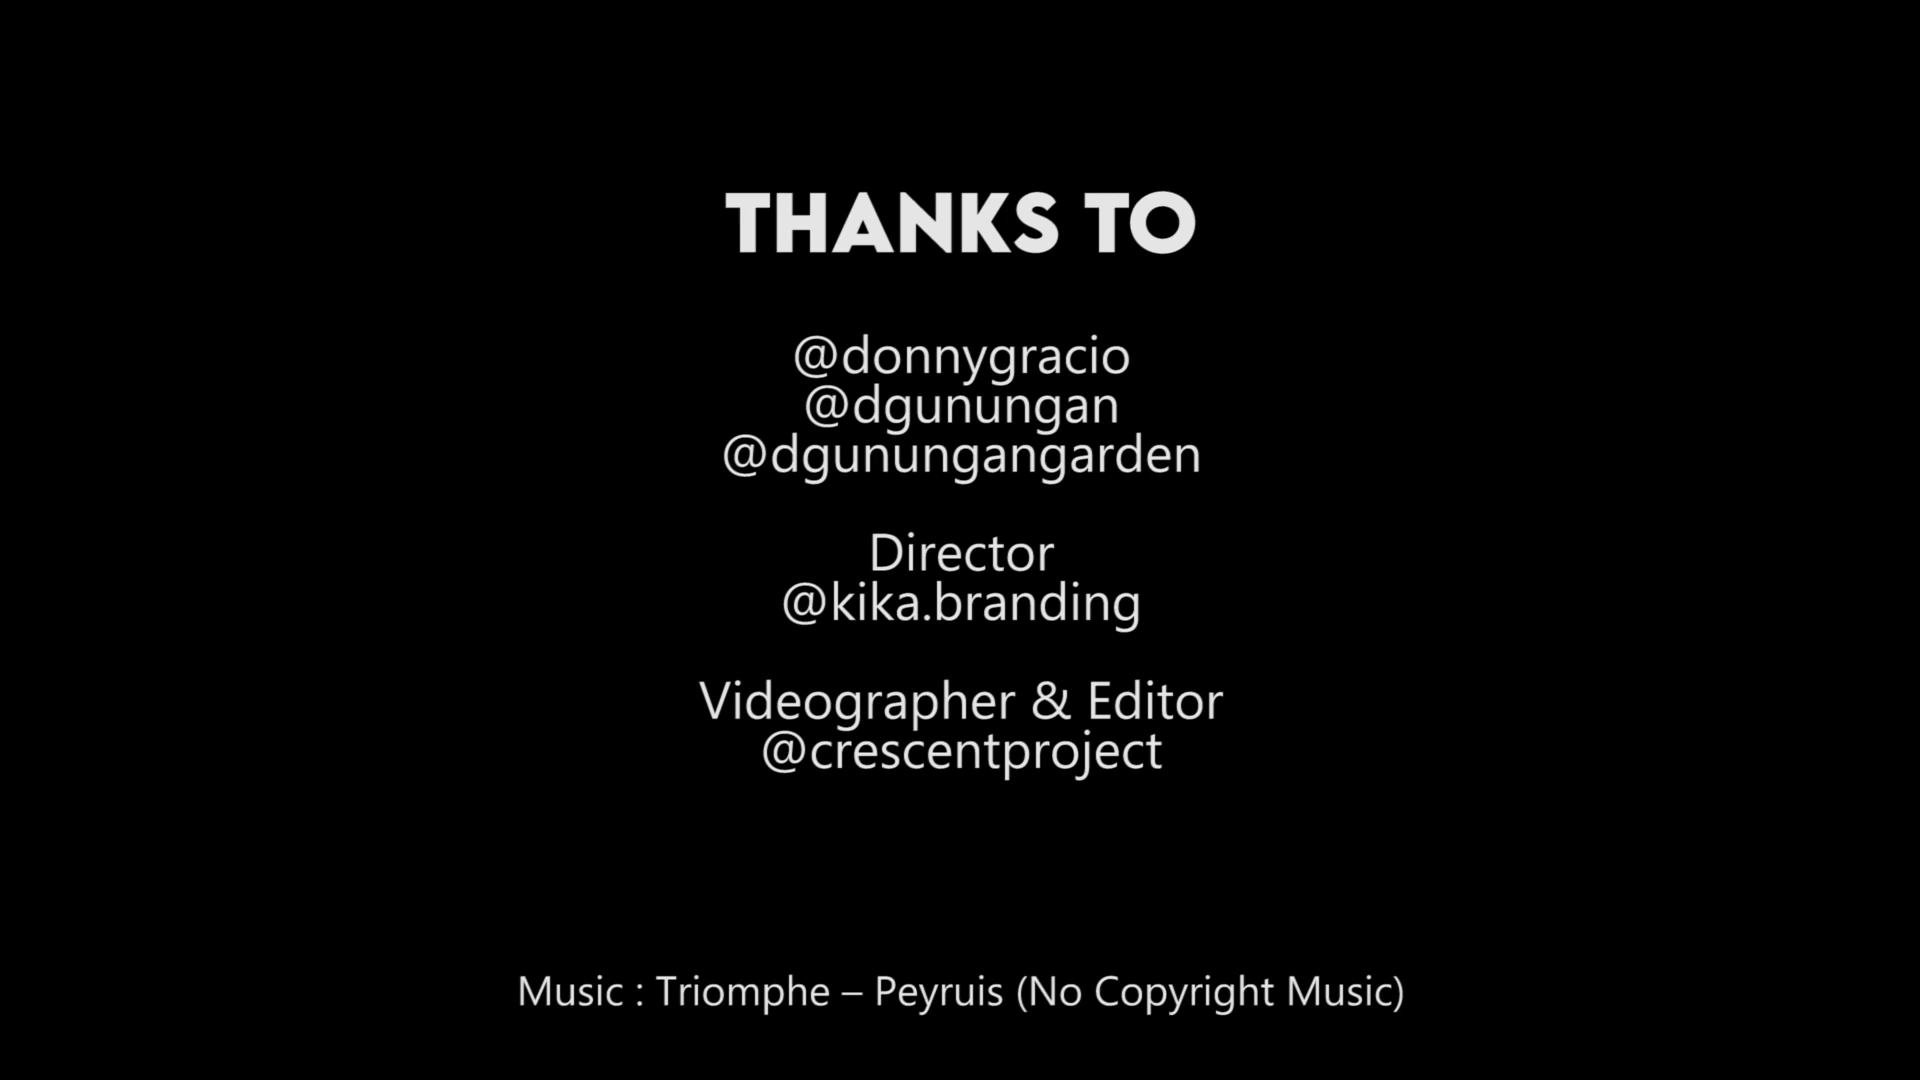 THANKS TO
@donnygracio
@dgunungan
@dgunungangarden
Director
@kika.branding
Videographer & Editor
@crescentproject
Music : Triomphe – Peyruis (No Copyright Music)